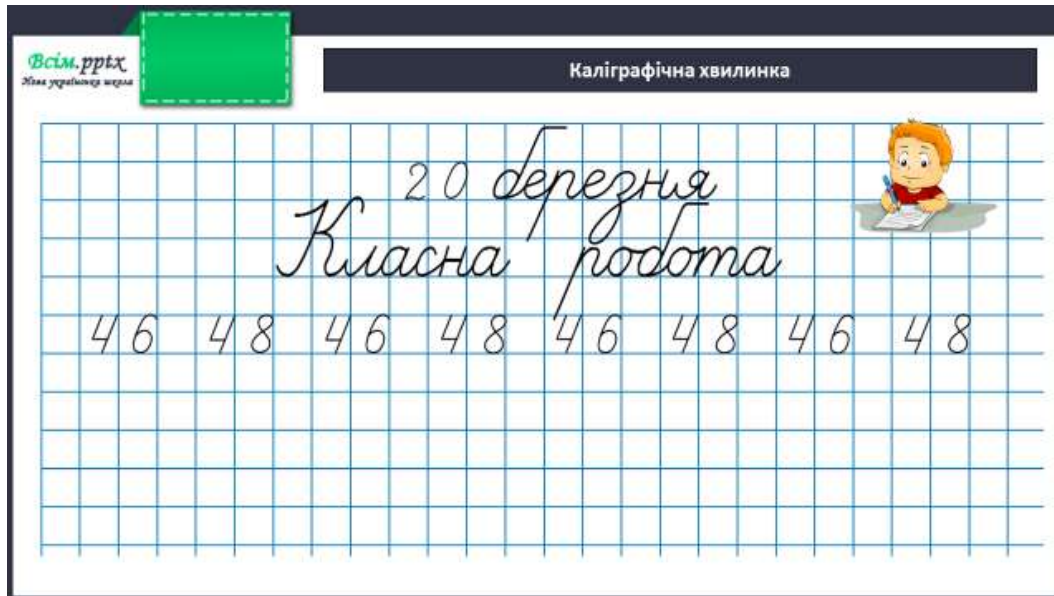 Всім.pptx
Нова українська школа
Каліграфічна хвилинка
20 березня
Класна робота
46 48 46 48 46 48 46 48